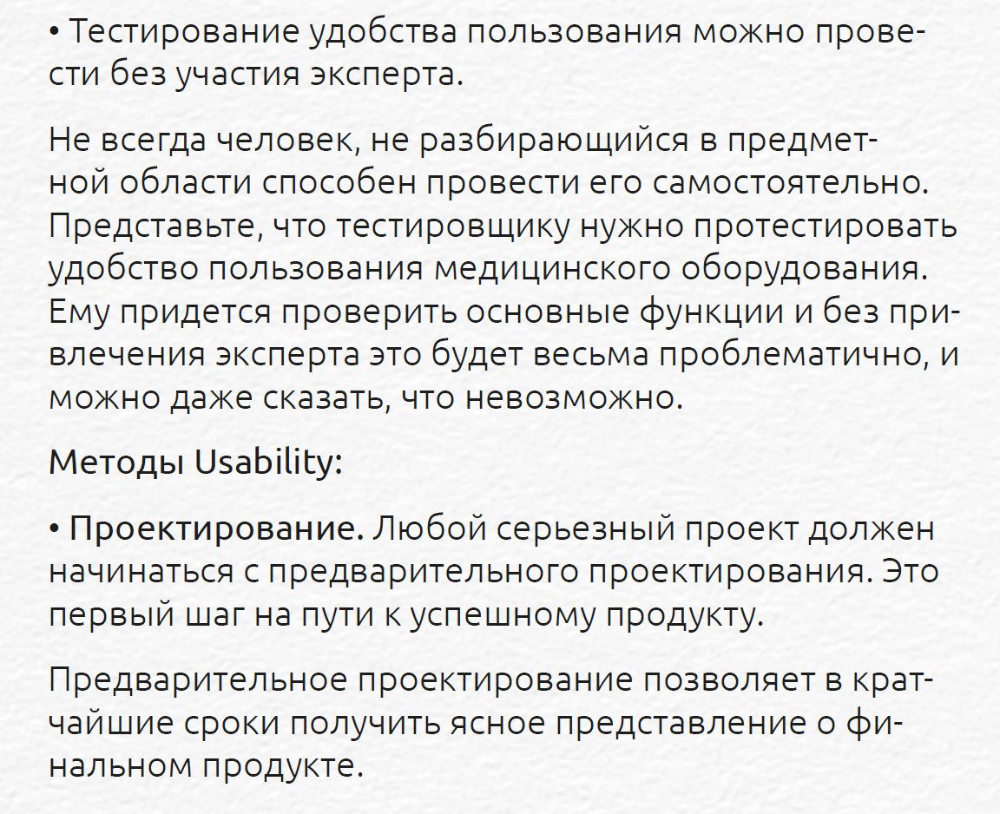 • Тестирование удобства пользования можно прове-
сти без участия эксперта.
Не всегда человек, не разбирающийся в предмет-
ной области способен провести его самостоятельно.
Представьте, что тестировщику нужно протестировать
удобство пользования медицинского оборудования.
Ему придется проверить основные функции и без при-
влечения эксперта это будет весьма проблематично, и
можно даже сказать, что невозможно.
Методы Usability:
• Проектирование. Любой серьезный проект должен
начинаться с предварительного проектирования. Это
первый шаг на пути к успешному продукту.
Предварительное проектирование позволяет в крат-
чайшие сроки получить ясное представление о фи-
нальном продукте.